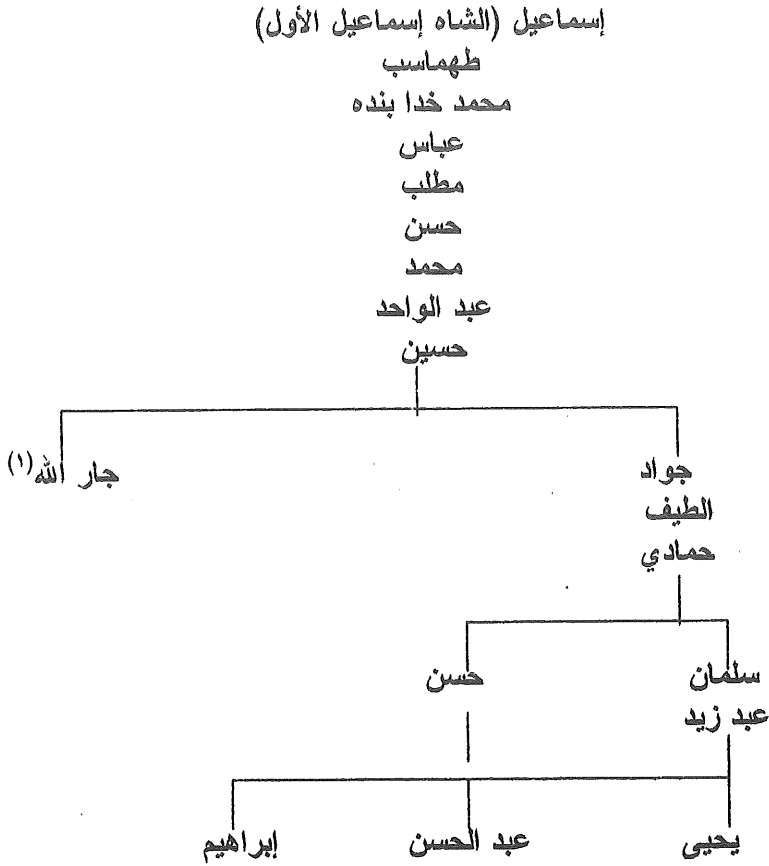 إسماعيل (الشاه إسماعيل الأول)
طهماسب
محمد خدا بنده
عباس
مطلب
حسن
محمد
عبد الواحد
حسين
جواد
جار الله(١)
الطيف
حمادي
سلمان
حسن
عبد زيد
يحيى
عبد الحسن
إبراهيم